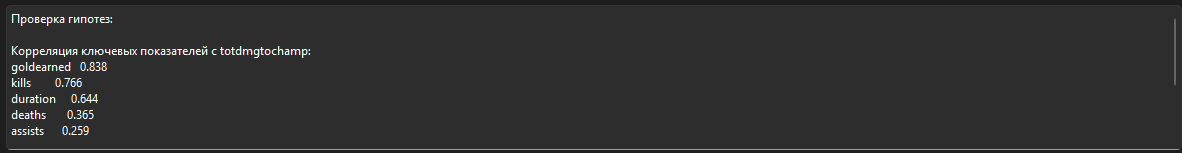 Проверка гипотез:
Корреляция ключевых показателей с totdmgtochamp:
goldearned 0.838
kills 0.766
duration 0.644
deaths 0.365
assists 0.259